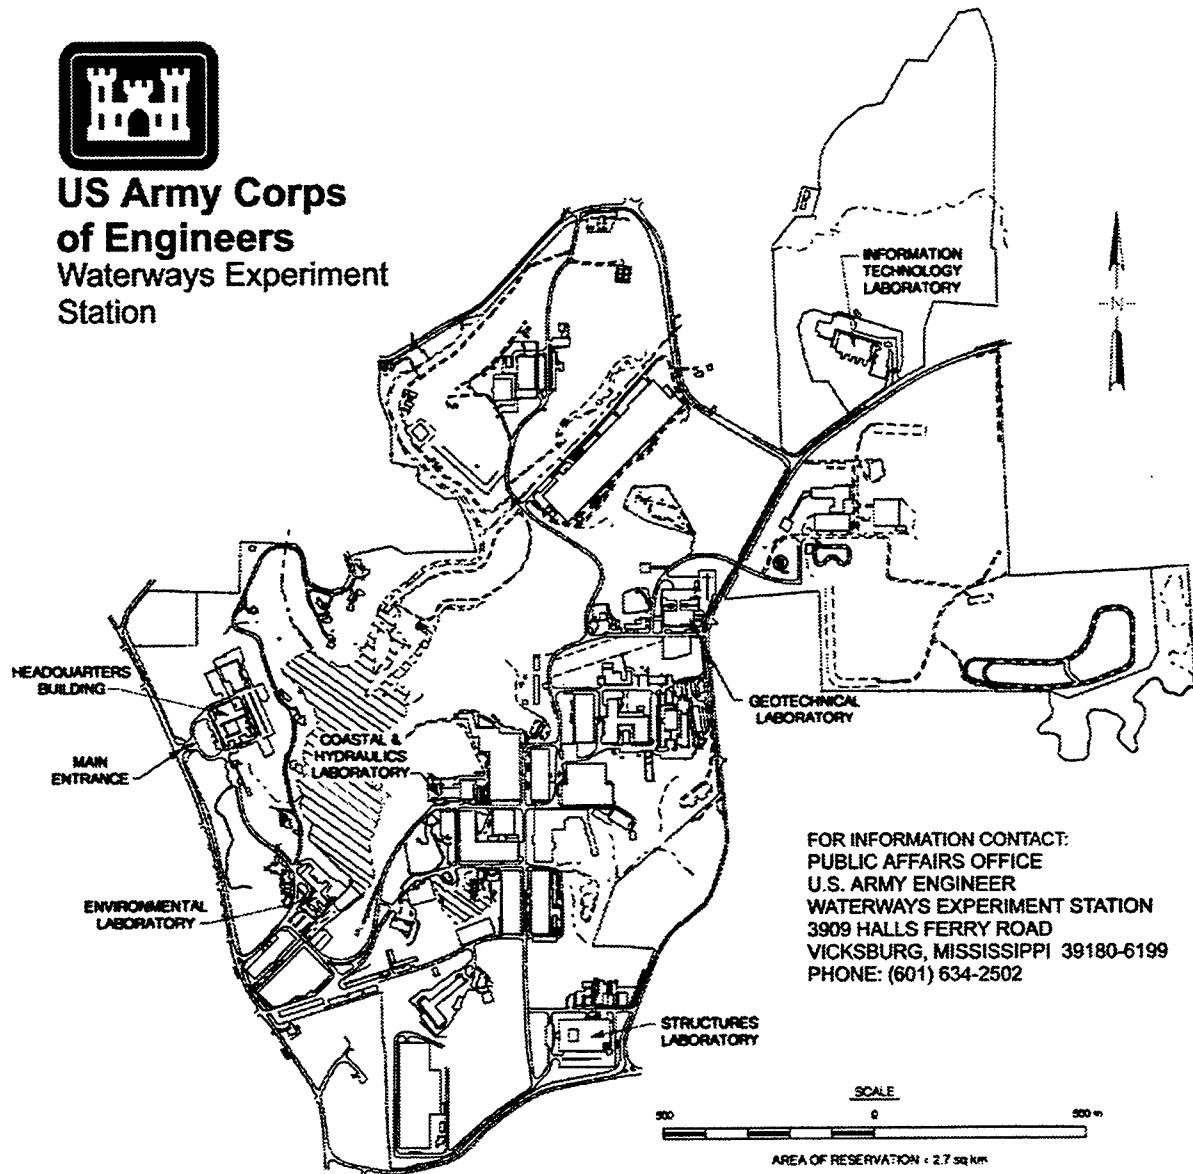 US Army Corps
of Engineers
Waterways Experiment
Station
INFORMATION
TECHNOLOGY
LABORATORY
N
HEADQUARTERS
BUILDING
MAIN
ENTRANCE
COASTAL &
HYDRAULICS
LABORATORY
GEOTECHNICAL
LABORATORY
ENVIRONMENTAL
LABORATORY
STRUCTURES
LABORATORY
FOR INFORMATION CONTACT:
PUBLIC AFFAIRS OFFICE
U.S. ARMY ENGINEER
WATERWAYS EXPERIMENT STATION
3909 HALLS FERRY ROAD
VICKSBURG, MISSISSIPPI 39180-6199
PHONE: (601) 634-2502
SCALE
500 0 500 m
AREA OF RESERVATION : 2.7 sq km